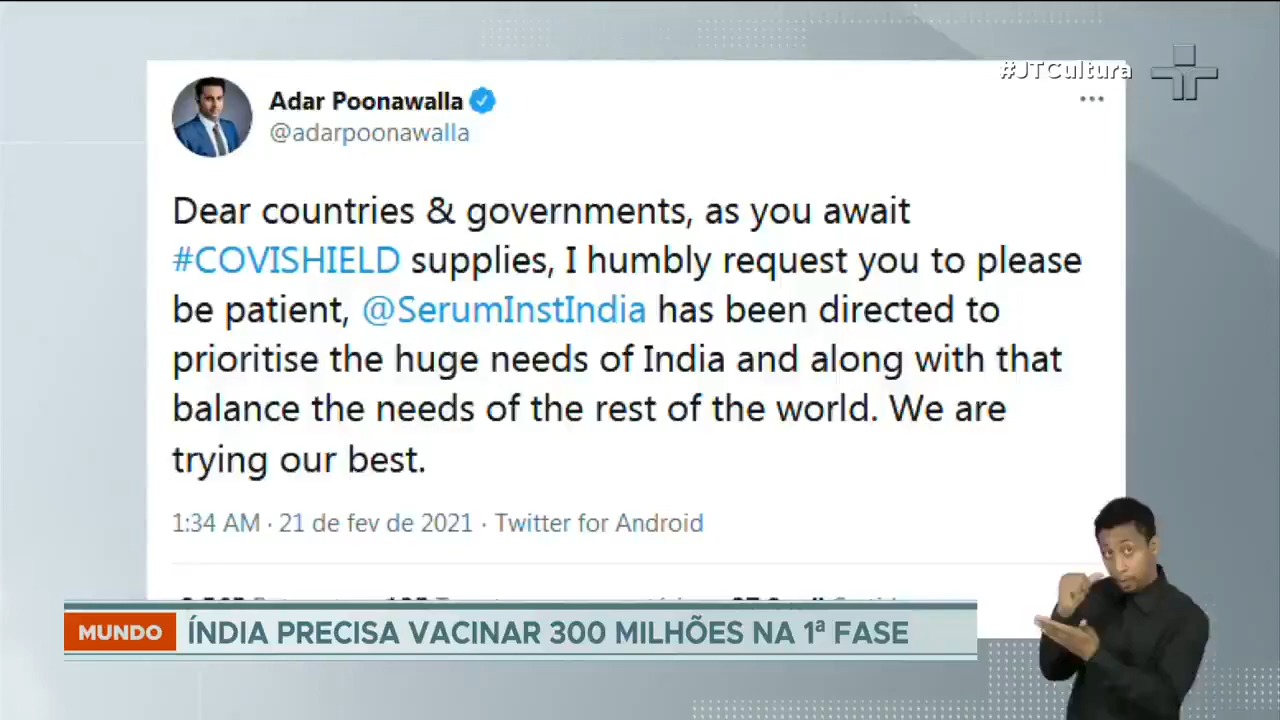 #JTCultura
Adar Poonawalla
@adarpoonawalla
Dear countries & governments, as you await
#COVISHIELD supplies, I humbly request you to please
be patient, @SerumInstIndia has been directed to
prioritise the huge needs of India and along with that
balance the needs of the rest of the world. We are
trying our best.
1:34 AM · 21 de fev de 2021 · Twitter for Android
MUNDO ÍNDIA PRECISA VACINAR 300 MILHÕES NA 1ª FASE